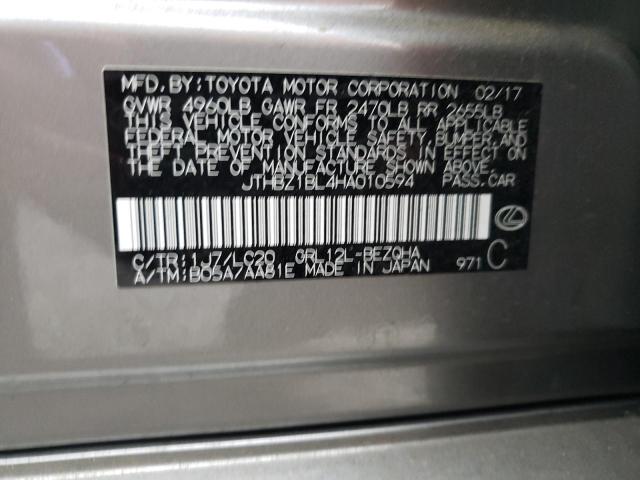 MFD. BY: TOYOTA MOTOR CORPORATION 02/17
GVWR 4960LB GAWR FR 2470LB RR 2655LB
THIS VEHICLE CONFORMS TO ALL APPLICABLE
FEDERAL MOTOR VEHICLE SAFETY, BUMPER, AND
THEFT PREVENTION STANDARDS IN EFFECT ON
THE DATE OF MANUFACTURE SHOWN ABOVE.
JTHBZ1BL4HA010594 PASS. CAR
C/TR: 1J7/LC20 GRL12L-BEZQHA
A/TM: B05A7AA81E MADE IN JAPAN 971 C